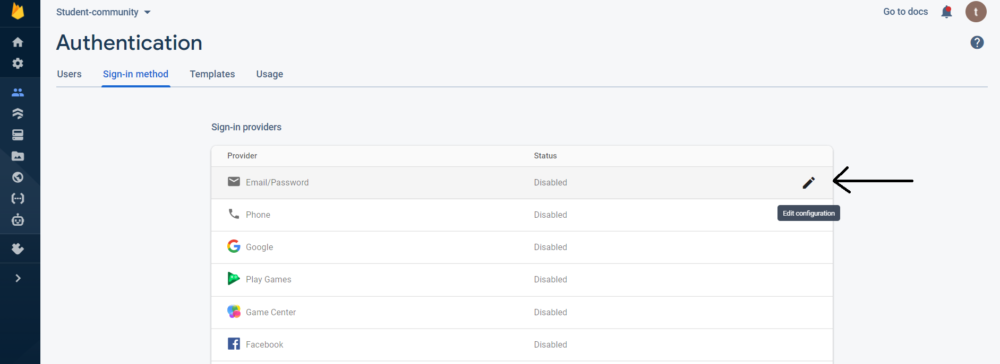 Student-community
Go to docs
t
Authentication
?
Users
Sign-in method
Templates
Usage
Sign-in providers
Provider Status
Email/Password Disabled
Edit configuration
Phone Disabled
Google Disabled
Play Games Disabled
Game Center Disabled
Facebook Disabled